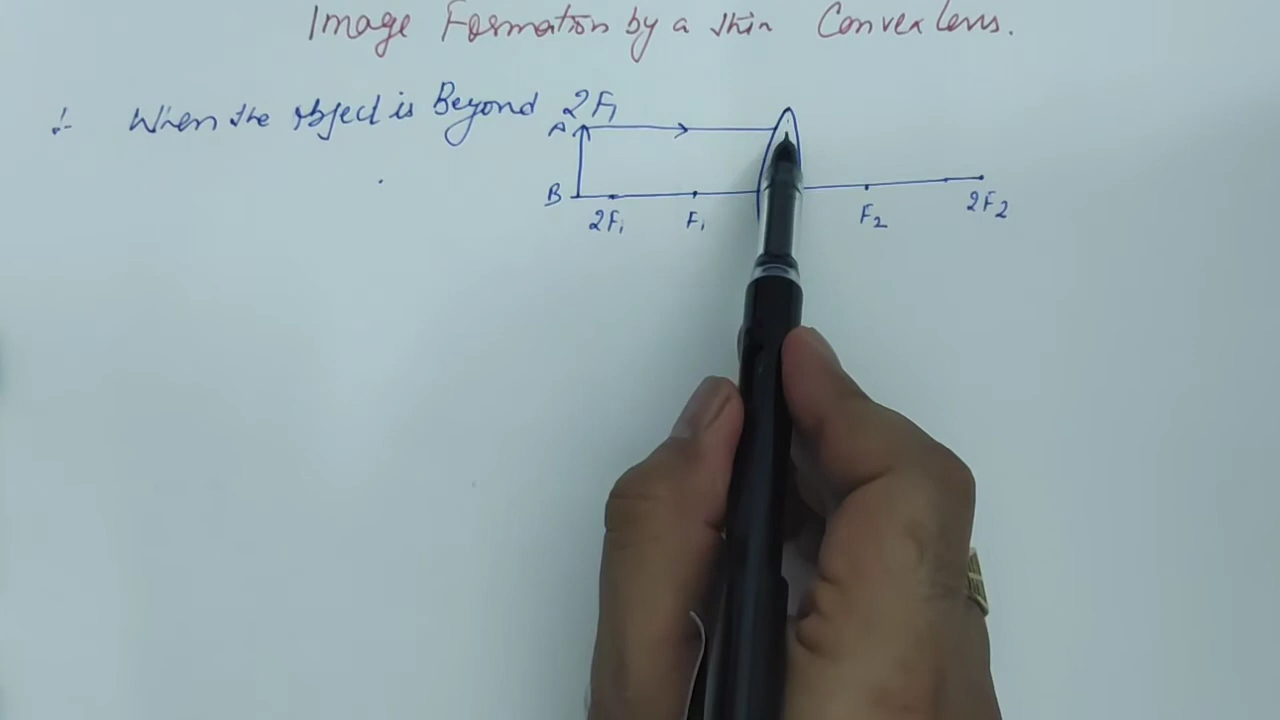 Image Formation by a thin Convex Lens.
:- When the object is Beyond 2F1
A
B
2F1 F1 F2 2F2